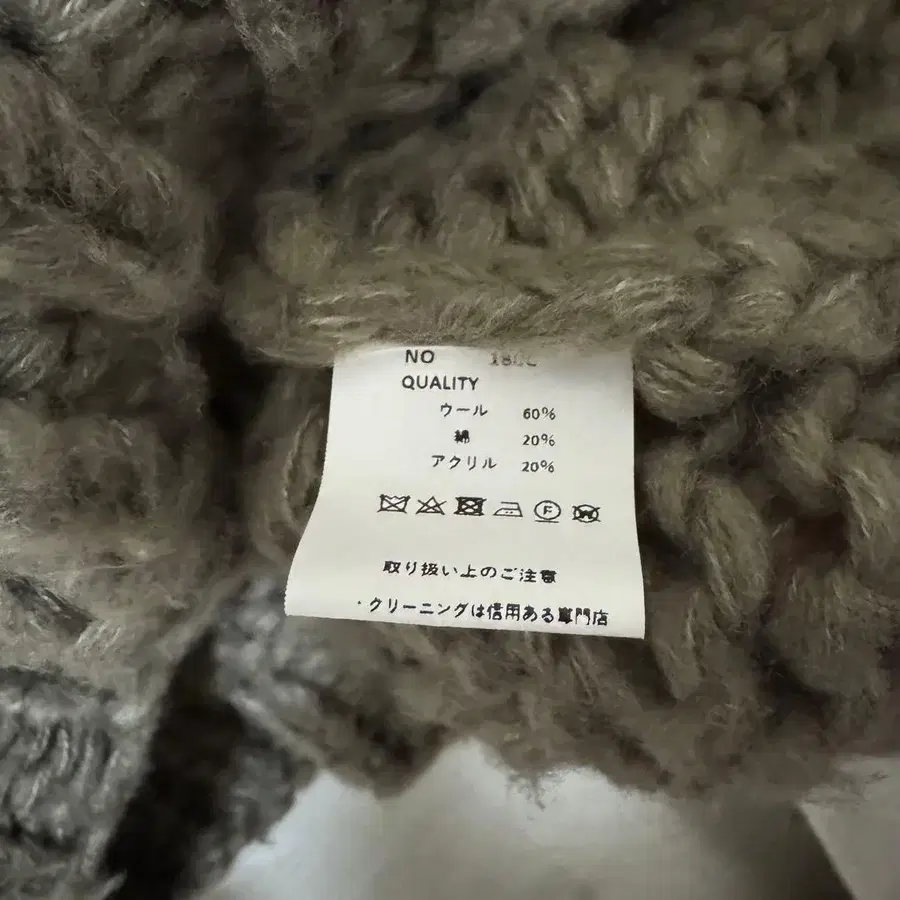 NO
QUALITY
ウール 60%
綿 20%
アクリル 20%
F W
取り扱い上のご注意
・クリーニングは信用ある専門店